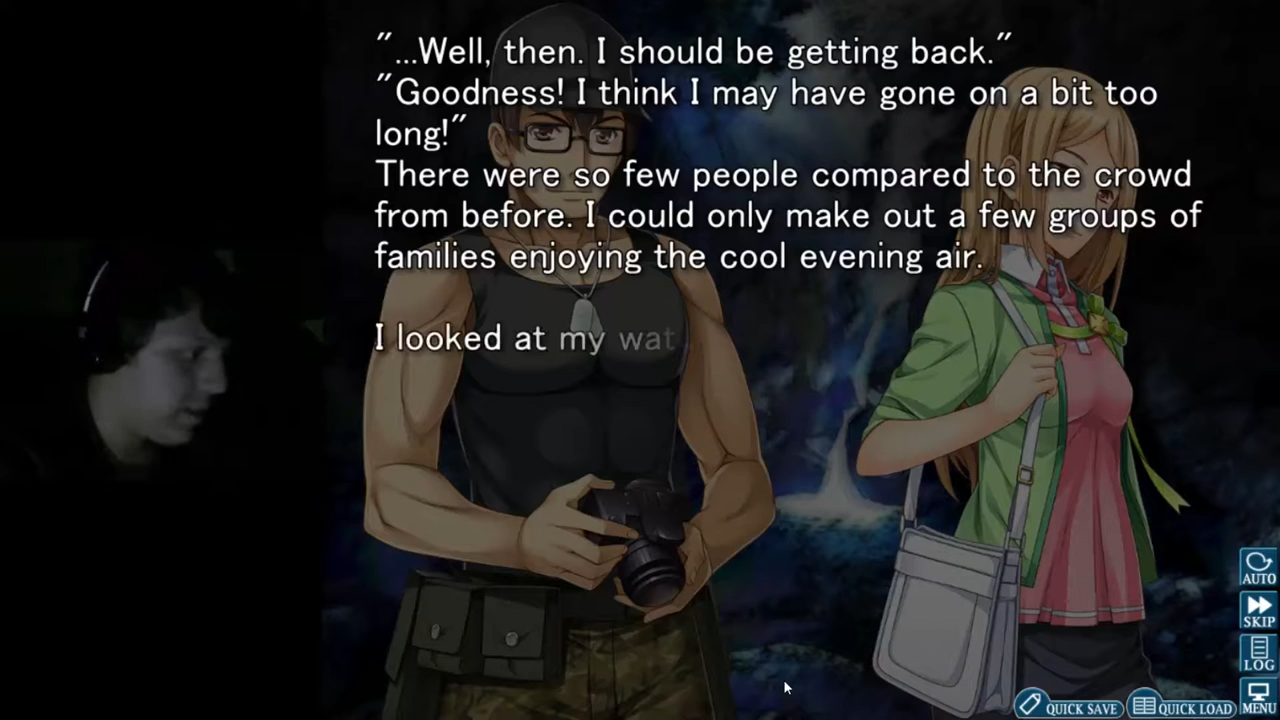 "...Well, then. I should be getting back."
"Goodness! I think I may have gone on a bit too
long!"
There were so few people compared to the crowd
from before. I could only make out a few groups of
families enjoying the cool evening air.
I looked at my wat
AUTO
SKIP
LOG
MENU
QUICK SAVE
QUICK LOAD